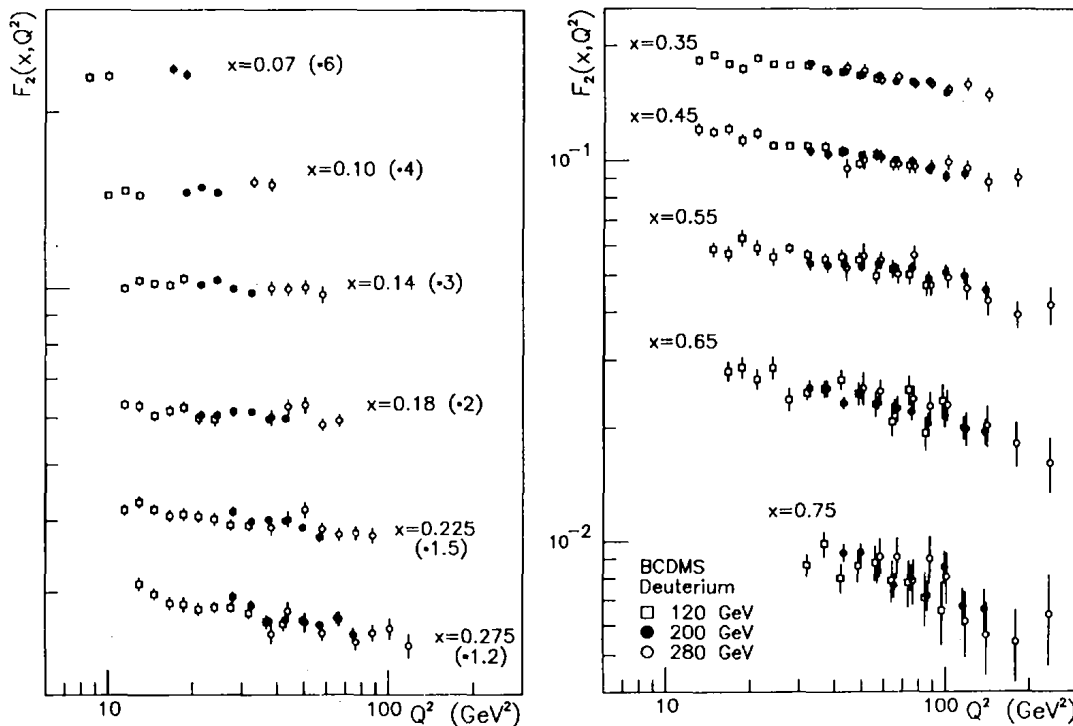 F₂(x,Q²)
x=0.07 (•6)
x=0.10 (•4)
x=0.14 (•3)
x=0.18 (•2)
x=0.225
(•1.5)
x=0.275
(•1.2)
10
100
Q² (GeV²)
F₂(x,Q²)
x=0.35
x=0.45
10⁻¹
x=0.55
x=0.65
x=0.75
10⁻²
BCDMS
Deuterium
□ 120 GeV
● 200 GeV
○ 280 GeV
10
100
Q² (GeV²)